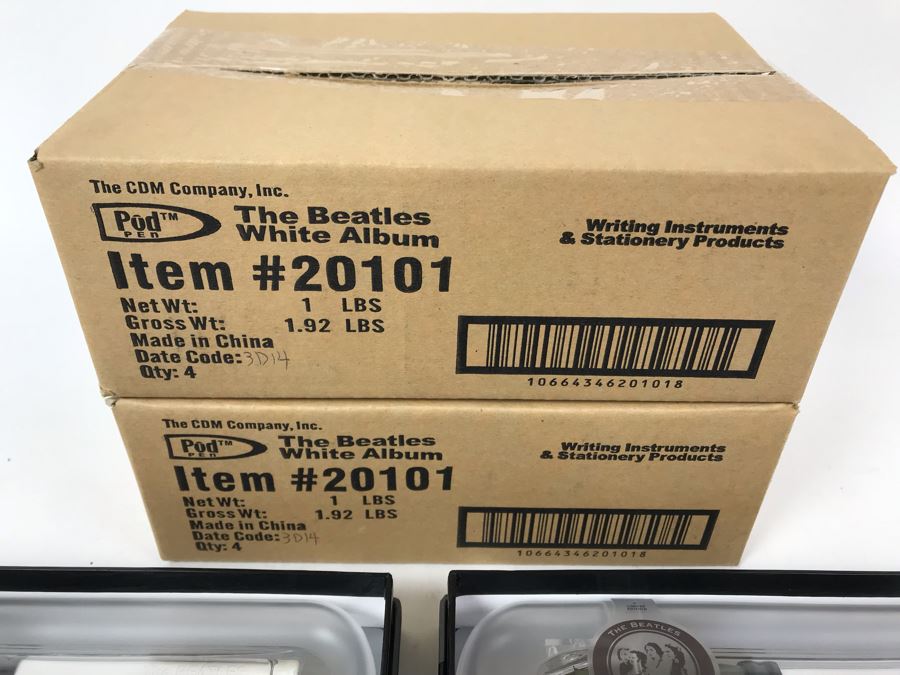 The CDM Company, Inc.
Pod™ PEN
The Beatles
White Album
Writing Instruments
& Stationery Products
Item #20101
Net Wt: 1 LBS
Gross Wt: 1.92 LBS
Made in China
Date Code: 3D14
Qty: 4
10664346201018
The CDM Company, Inc.
Pod™ PEN
The Beatles
White Album
Writing Instruments
& Stationery Products
Item #20101
Net Wt: 1 LBS
Gross Wt: 1.92 LBS
Made in China
Date Code: 3D14
Qty: 4
10664346201018
THE BEATLES